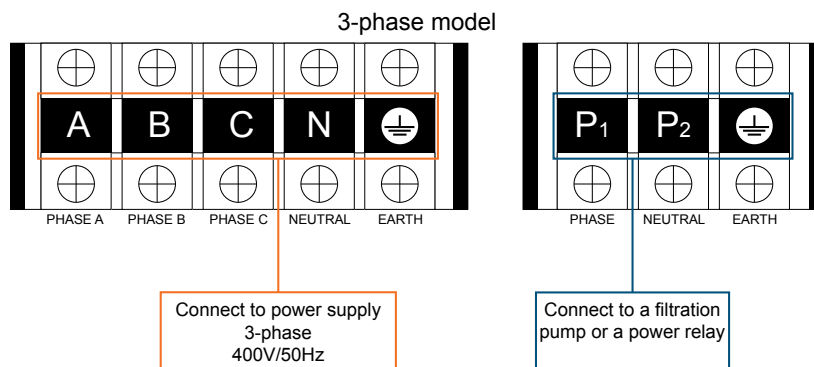 3-phase model
A B C N
P1 P2
PHASE A PHASE B PHASE C NEUTRAL EARTH
PHASE NEUTRAL EARTH
Connect to power supply
3-phase
400V/50Hz
Connect to a filtration
pump or a power relay